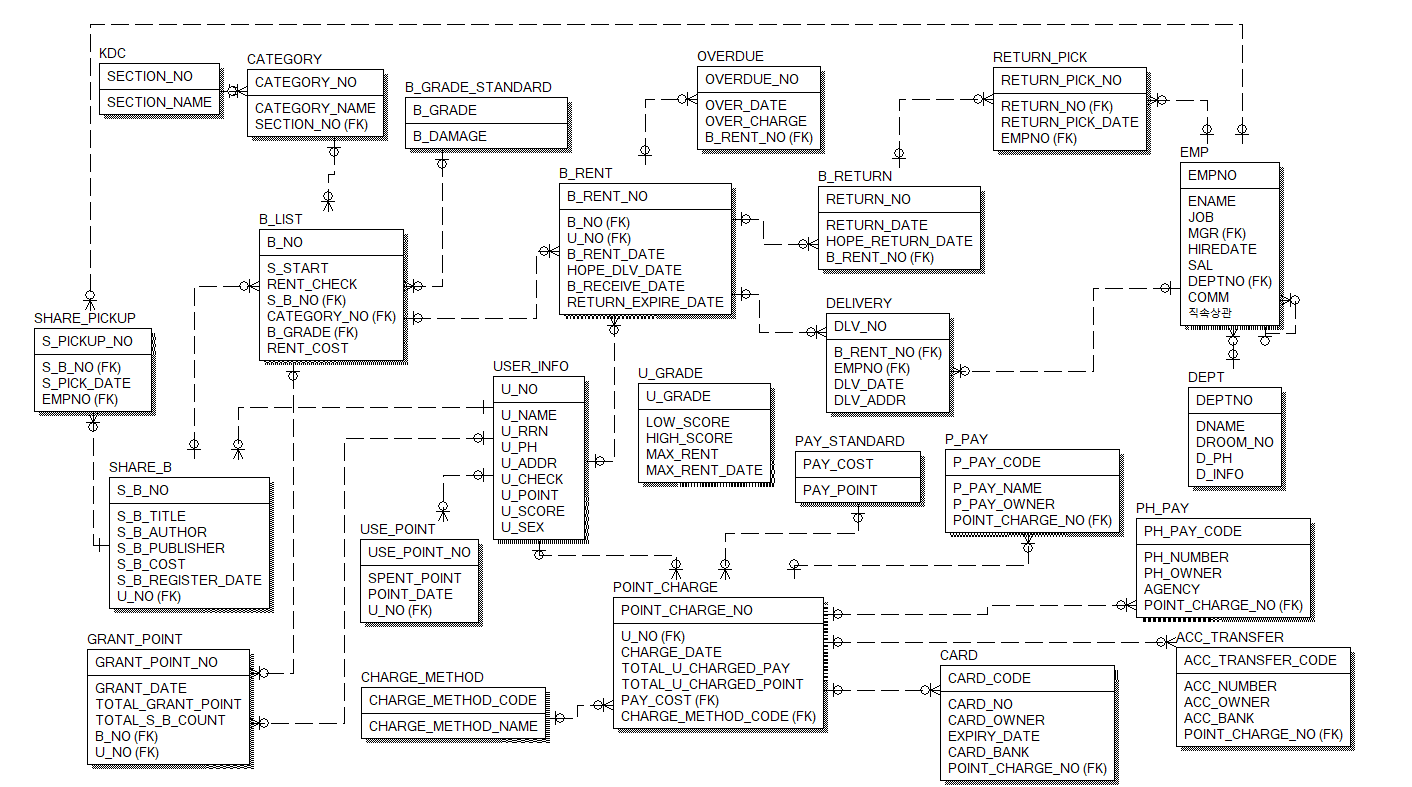 KDC
SECTION_NO
SECTION_NAME
CATEGORY
CATEGORY_NO
CATEGORY_NAME
SECTION_NO (FK)
B_GRADE_STANDARD
B_GRADE
B_DAMAGE
OVERDUE
OVERDUE_NO
OVER_DATE
OVER_CHARGE
B_RENT_NO (FK)
RETURN_PICK
RETURN_PICK_NO
RETURN_NO (FK)
RETURN_PICK_DATE
EMPNO (FK)
EMP
EMPNO
ENAME
JOB
MGR (FK)
HIREDATE
SAL
DEPTNO (FK)
COMM
직속상관
B_RENT
B_RENT_NO
B_NO (FK)
U_NO (FK)
B_RENT_DATE
HOPE_DLV_DATE
B_RECEIVE_DATE
RETURN_EXPIRE_DATE
B_RETURN
RETURN_NO
RETURN_DATE
HOPE_RETURN_DATE
B_RENT_NO (FK)
B_LIST
B_NO
S_START
RENT_CHECK
S_B_NO (FK)
CATEGORY_NO (FK)
B_GRADE (FK)
RENT_COST
SHARE_PICKUP
S_PICKUP_NO
S_B_NO (FK)
S_PICK_DATE
EMPNO (FK)
DELIVERY
DLV_NO
B_RENT_NO (FK)
EMPNO (FK)
DLV_DATE
DLV_ADDR
USER_INFO
U_NO
U_NAME
U_RRN
U_PH
U_ADDR
U_CHECK
U_POINT
U_SCORE
U_SEX
U_GRADE
U_GRADE
LOW_SCORE
HIGH_SCORE
MAX_RENT
MAX_RENT_DATE
DEPT
DEPTNO
DNAME
DROOM_NO
D_PH
D_INFO
PAY_STANDARD
PAY_COST
PAY_POINT
P_PAY
P_PAY_CODE
P_PAY_NAME
P_PAY_OWNER
POINT_CHARGE_NO (FK)
SHARE_B
S_B_NO
S_B_TITLE
S_B_AUTHOR
S_B_PUBLISHER
S_B_COST
S_B_REGISTER_DATE
U_NO (FK)
USE_POINT
USE_POINT_NO
SPENT_POINT
POINT_DATE
U_NO (FK)
PH_PAY
PH_PAY_CODE
PH_NUMBER
PH_OWNER
AGENCY
POINT_CHARGE_NO (FK)
POINT_CHARGE
POINT_CHARGE_NO
U_NO (FK)
CHARGE_DATE
TOTAL_U_CHARGED_PAY
TOTAL_U_CHARGED_POINT
PAY_COST (FK)
CHARGE_METHOD_CODE (FK)
GRANT_POINT
GRANT_POINT_NO
GRANT_DATE
TOTAL_GRANT_POINT
TOTAL_S_B_COUNT
B_NO (FK)
U_NO (FK)
CHARGE_METHOD
CHARGE_METHOD_CODE
CHARGE_METHOD_NAME
CARD
CARD_CODE
CARD_NO
CARD_OWNER
EXPIRY_DATE
CARD_BANK
POINT_CHARGE_NO (FK)
ACC_TRANSFER
ACC_TRANSFER_CODE
ACC_NUMBER
ACC_OWNER
ACC_BANK
POINT_CHARGE_NO (FK)